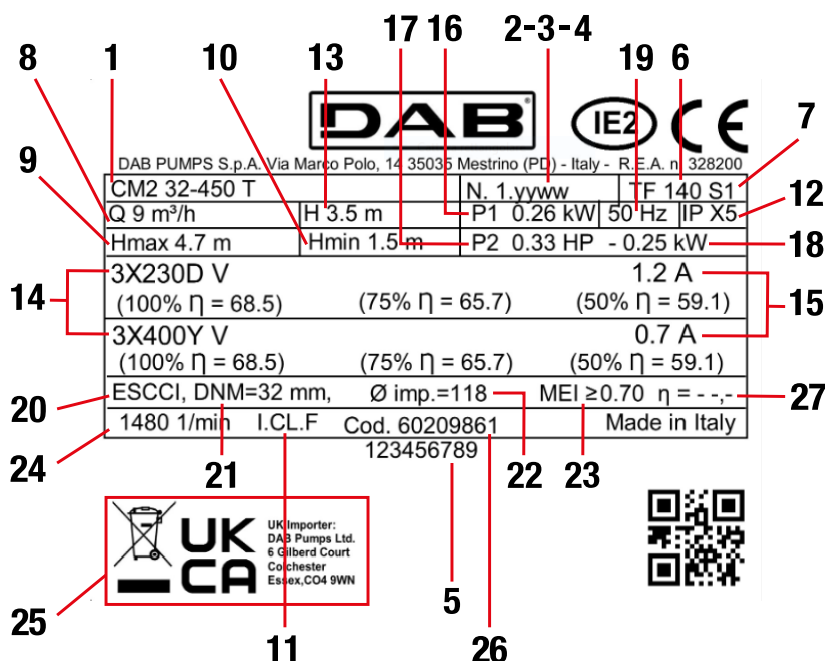 17 16 2-3-4
8 1 10 13 19 6
DAB
IE2 CE
7
9
DAB PUMPS S.p.A. Via Marco Polo, 14 35035 Mestrino (PD) - Italy - R.E.A. n. 328200
CM2 32-450 T N. 1.yyww TF 140 S1
12
Q 9 m³/h H 3.5 m P1 0.26 kW 50 Hz IP X5
Hmax 4.7 m Hmin 1.5 m P2 0.33 HP - 0.25 kW 18
3X230D V 1.2 A
14 (100% η = 68.5) (75% η = 65.7) (50% η = 59.1) 15
3X400Y V 0.7 A
(100% η = 68.5) (75% η = 65.7) (50% η = 59.1)
20 ESCCI, DNM=32 mm, Ø imp.=118 MEI ≥0.70 η = - -,- 27
24 1480 1/min I.CL.F Cod. 60209861 Made in Italy
123456789
21 22 23
UK
CA
UK Importer:
DAB Pumps Ltd.
6 Gilberd Court
Colchester
Essex,CO4 9WN
25 11 5 26